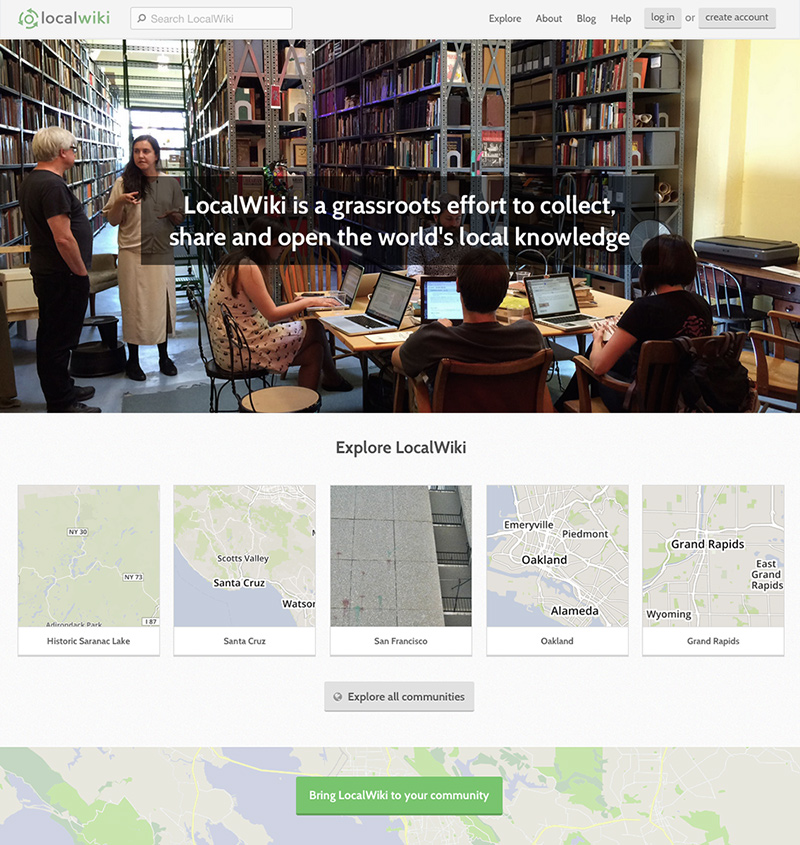 localwiki
Search LocalWiki
Explore
About
Blog
Help
log in
or
create account
LocalWiki is a grassroots effort to collect,
share and open the world's local knowledge
Explore LocalWiki
NY 30
NY 73
Adirondack Park
I 87
Historic Saranac Lake
Scotts Valley
Santa Cruz
Watson
Santa Cruz
San Francisco
Emeryville
Piedmont
Oakland
Alameda
Oakland
Grand Rapids
East
Grand
Rapids
Wyoming
Grand Rapids
Explore all communities
Bring LocalWiki to your community